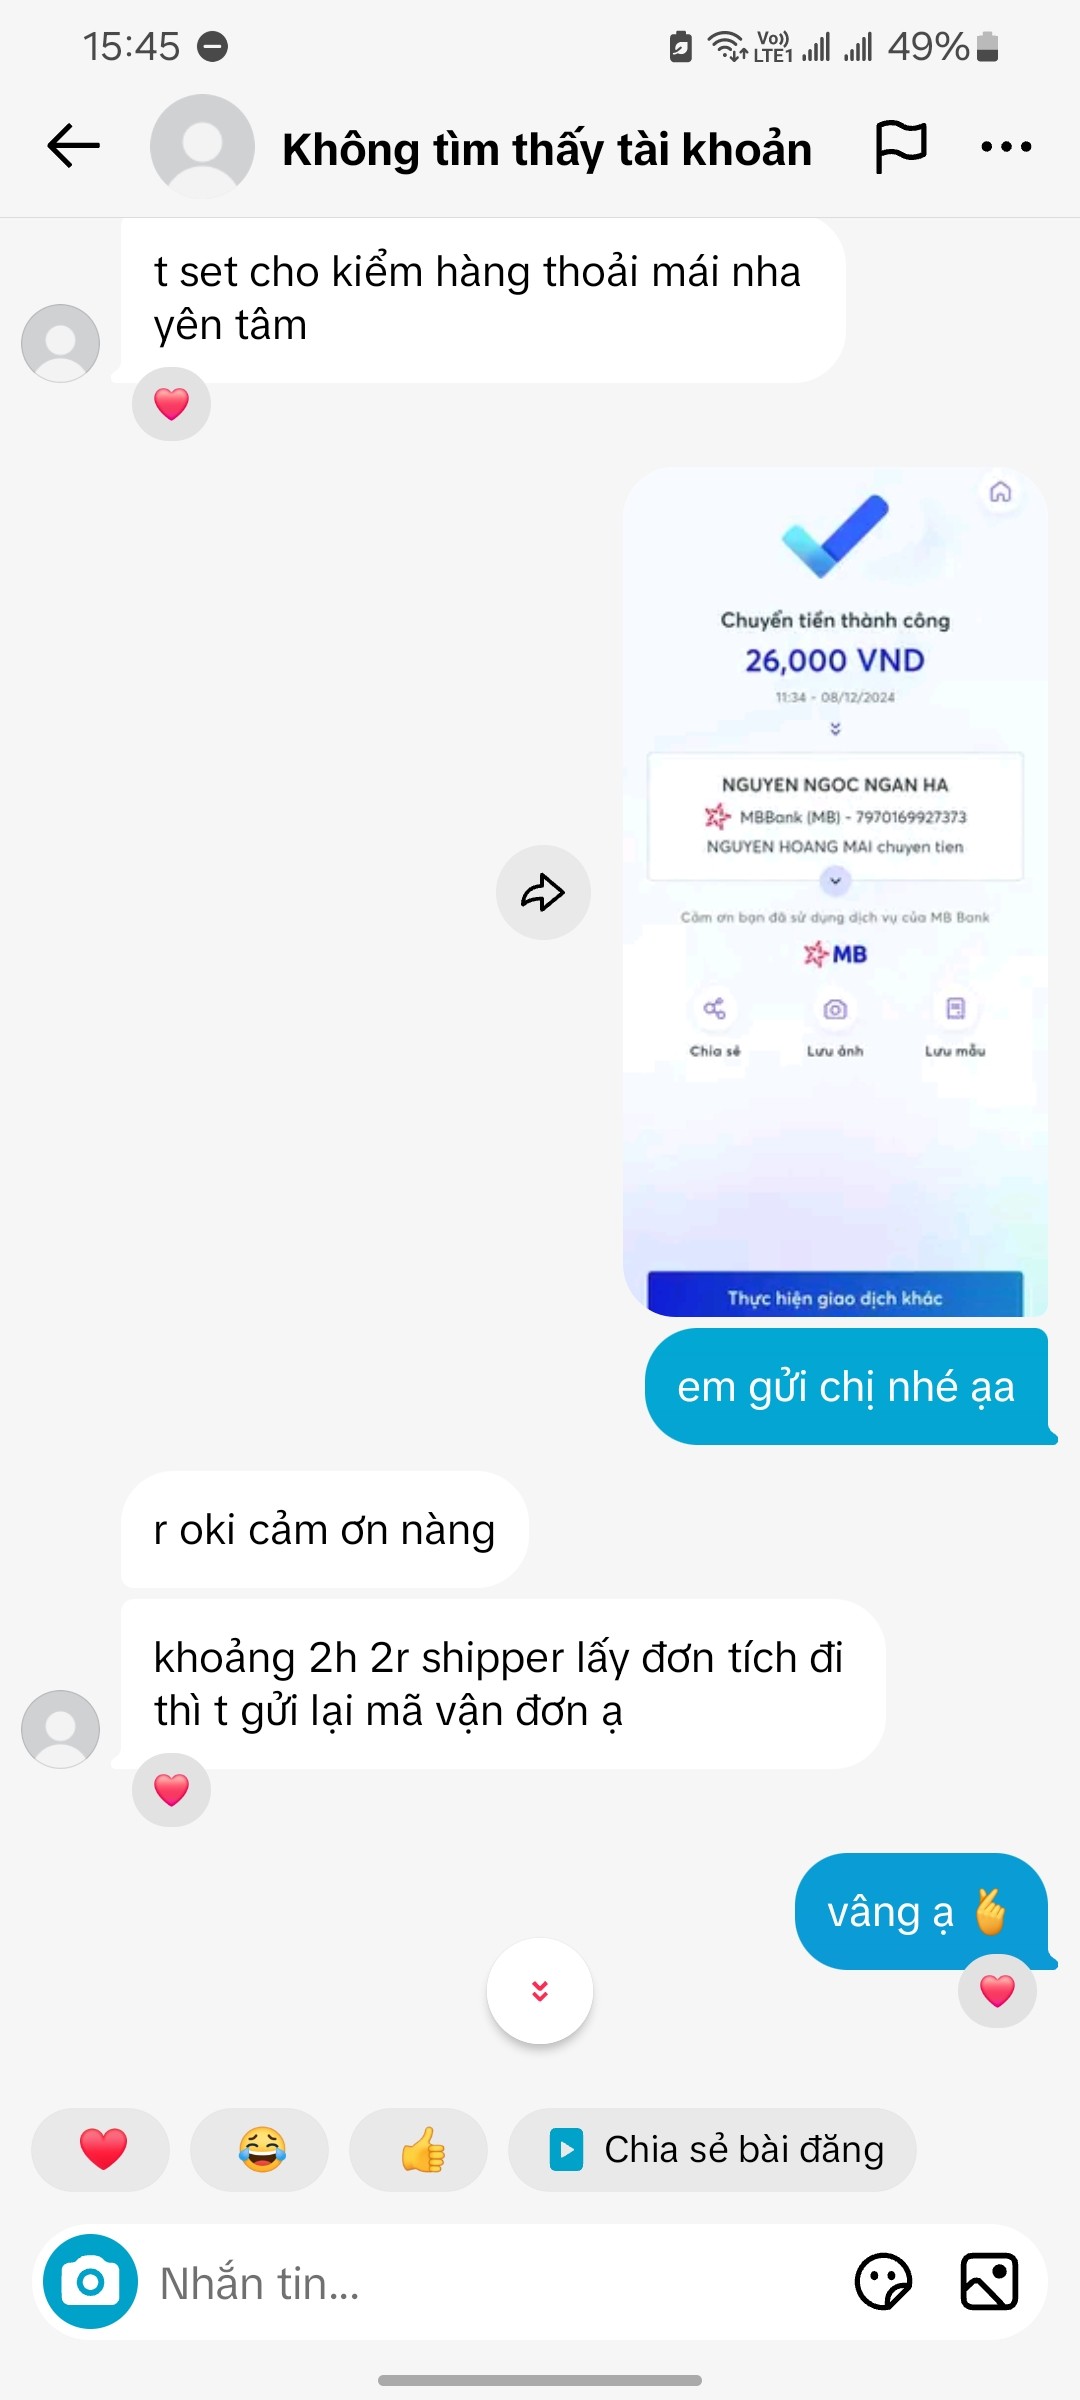 15:45
Vo)) LTE1
49%
Không tìm thấy tài khoản
t set cho kiểm hàng thoải mái nha
yên tâm
Chuyển tiền thành công
26,000 VND
11:34 - 08/12/2024
NGUYEN NGOC NGAN HA
MBBank (MB) - 7970169927373
NGUYEN HOANG MAI chuyen tien
Cảm ơn bạn đã sử dụng dịch vụ của MB Bank
MB
Chia sẻ
Lưu ảnh
Lưu mẫu
Thực hiện giao dịch khác
em gửi chị nhé ạa
r oki cảm ơn nàng
khoảng 2h 2r shipper lấy đơn tích đi
thì t gửi lại mã vận đơn ạ
vâng ạ
Chia sẻ bài đăng
Nhắn tin...